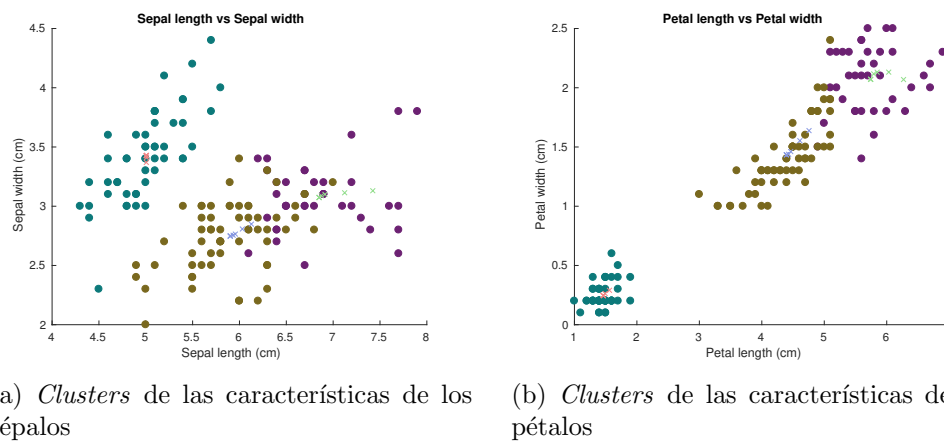 Sepal length vs Sepal width
4.5
4
3.5
3
2.5
2
Sepal width (cm)
4
4.5
5
5.5
6
6.5
7
7.5
8
Sepal length (cm)
Petal length vs Petal width
2.5
2
1.5
1
0.5
0
Petal width (cm)
1
2
3
4
5
6
Petal length (cm)
a) Clusters de las características de los
épalos
(b) Clusters de las características de
pétalos